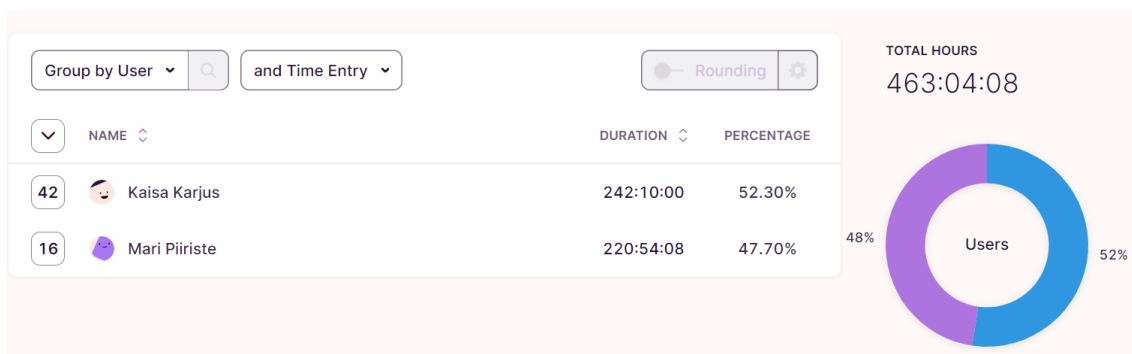 Group by User and Time Entry Rounding
NAME DURATION PERCENTAGE
42 Kaisa Karjus 242:10:00 52.30%
16 Mari Piiriste 220:54:08 47.70%
TOTAL HOURS
463:04:08
48%
Users
52%